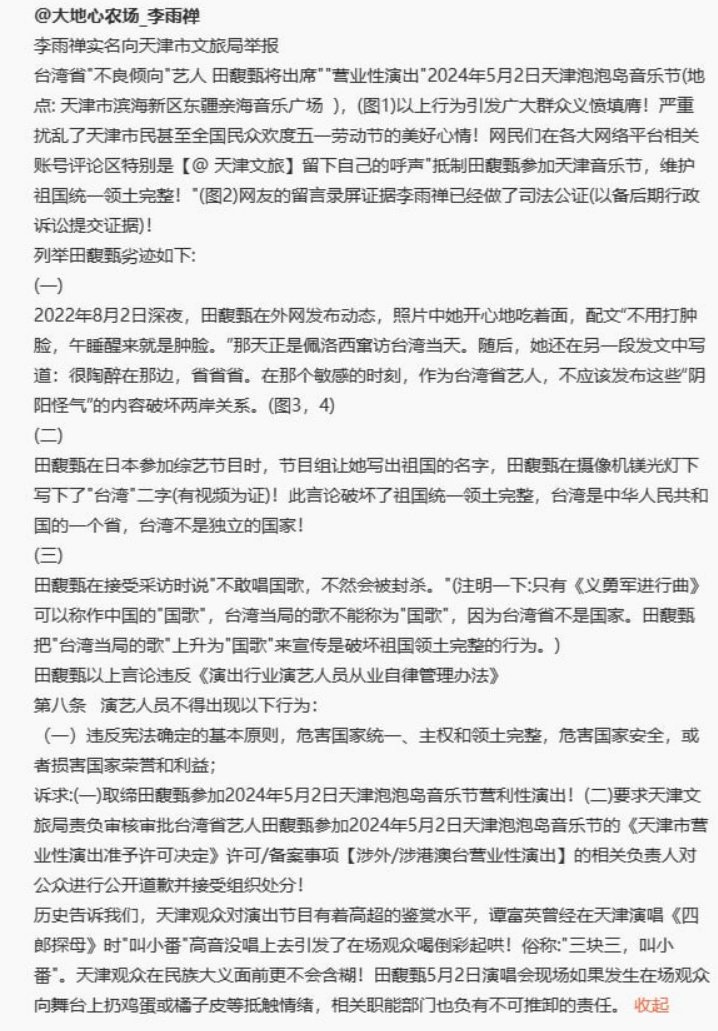 @大地心农场_李雨禅
李雨禅实名向天津市文旅局举报
台湾省"不良倾向"艺人 田馥甄将出席""营业性演出"2024年5月2日天津泡泡岛音乐节(地
点: 天津市滨海新区东疆亲海音乐广场 ），(图1)以上行为引发广大群众义愤填膺！严重
扰乱了天津市民甚至全国民众欢度五一劳动节的美好心情！网民们在各大网络平台相关
账号评论区特别是【@ 天津文旅】留下自己的呼声"抵制田馥甄参加天津音乐节，维护
祖国统一领土完整！"(图2)网友的留言录屏证据李雨禅已经做了司法公证(以备后期行政
诉讼提交证据)！
列举田馥甄劣迹如下:
(一)
2022年8月2日深夜，田馥甄在外网发布动态，照片中她开心地吃着面，配文“不用打肿
脸，午睡醒来就是肿脸。”那天正是佩洛西窜访台湾当天。随后，她还在另一段发文中写
道：很陶醉在那边，省省省。在那个敏感的时刻，作为台湾省艺人，不应该发布这些“阴
阳怪气”的内容破坏两岸关系。(图3，4)
(二)
田馥甄在日本参加综艺节目时，节目组让她写出祖国的名字，田馥甄在摄像机镁光灯下
写下了"台湾"二字(有视频为证)！此言论破坏了祖国统一领土完整，台湾是中华人民共和
国的一个省，台湾不是独立的国家！
(三)
田馥甄在接受采访时说"不敢唱国歌，不然会被封杀。"(注明一下:只有《义勇军进行曲》
可以称作中国的"国歌"，台湾当局的歌不能称为"国歌"，因为台湾省不是国家。田馥甄
把"台湾当局的歌"上升为"国歌"来宣传是破坏祖国领土完整的行为。)
田馥甄以上言论违反《演出行业演艺人员从业自律管理办法》
第八条 演艺人员不得出现以下行为：
（一）违反宪法确定的基本原则，危害国家统一、主权和领土完整，危害国家安全，或
者损害国家荣誉和利益；
诉求:(一)取缔田馥甄参加2024年5月2日天津泡泡岛音乐节营利性演出！(二)要求天津文
旅局责负审核审批台湾省艺人田馥甄参加2024年5月2日天津泡泡岛音乐节的《天津市营
业性演出准予许可决定》许可/备案事项【涉外/涉港澳台营业性演出】的相关负责人对
公众进行公开道歉并接受组织处分！
历史告诉我们，天津观众对演出节目有着高超的鉴赏水平，谭富英曾经在天津演唱《四
郎探母》时"叫小番"高音没唱上去引发了在场观众喝倒彩起哄！俗称:"三块三，叫小
番"。天津观众在民族大义面前更不会含糊！田馥甄5月2日演唱会现场如果发生在场观众
向舞台上扔鸡蛋或橘子皮等抵触情绪，相关职能部门也负有不可推卸的责任。 收起